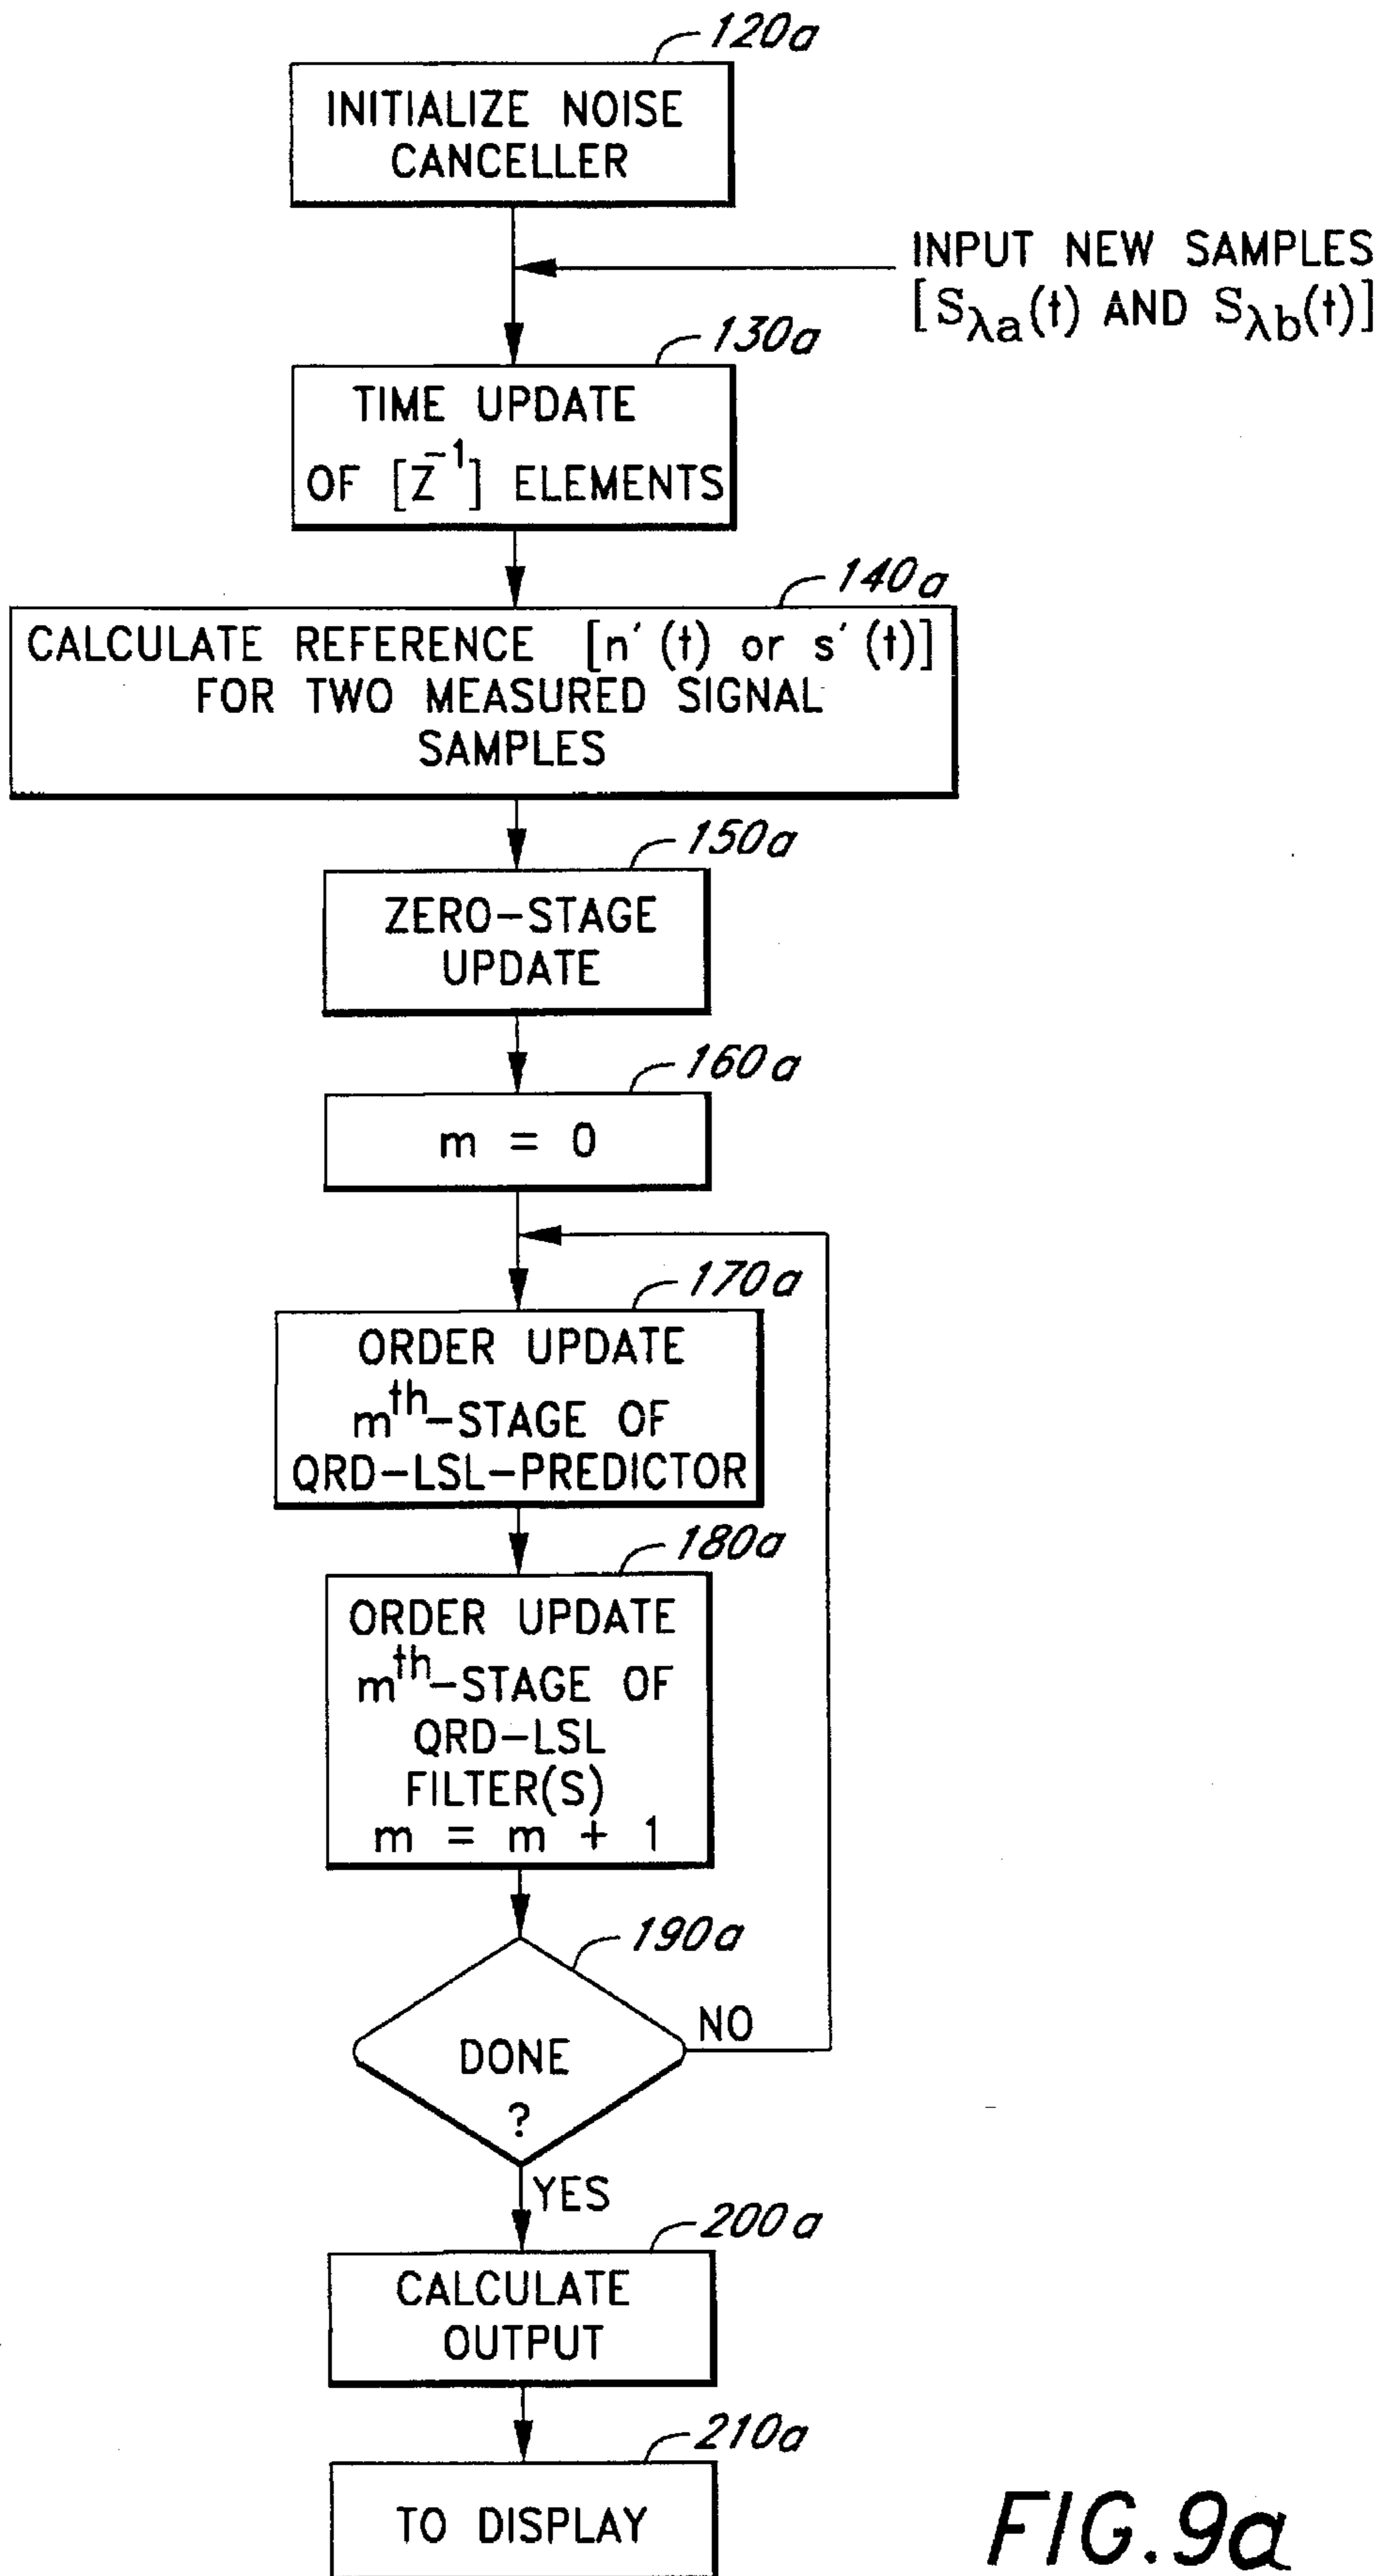 120a
INITIALIZE NOISE
CANCELLER
INPUT NEW SAMPLES
[Sλa(t) AND Sλb(t)]
130a
TIME UPDATE
OF [Z⁻¹] ELEMENTS
140a
CALCULATE REFERENCE [n′(t) or s′(t)]
FOR TWO MEASURED SIGNAL
SAMPLES
150a
ZERO-STAGE
UPDATE
160a
m = 0
170a
ORDER UPDATE
mᵗʰ-STAGE OF
QRD-LSL-PREDICTOR
180a
ORDER UPDATE
mᵗʰ-STAGE OF
QRD-LSL
FILTER(S)
m = m + 1
190a
NO
DONE
?
YES
200a
CALCULATE
OUTPUT
210a
TO DISPLAY
FIG.9a